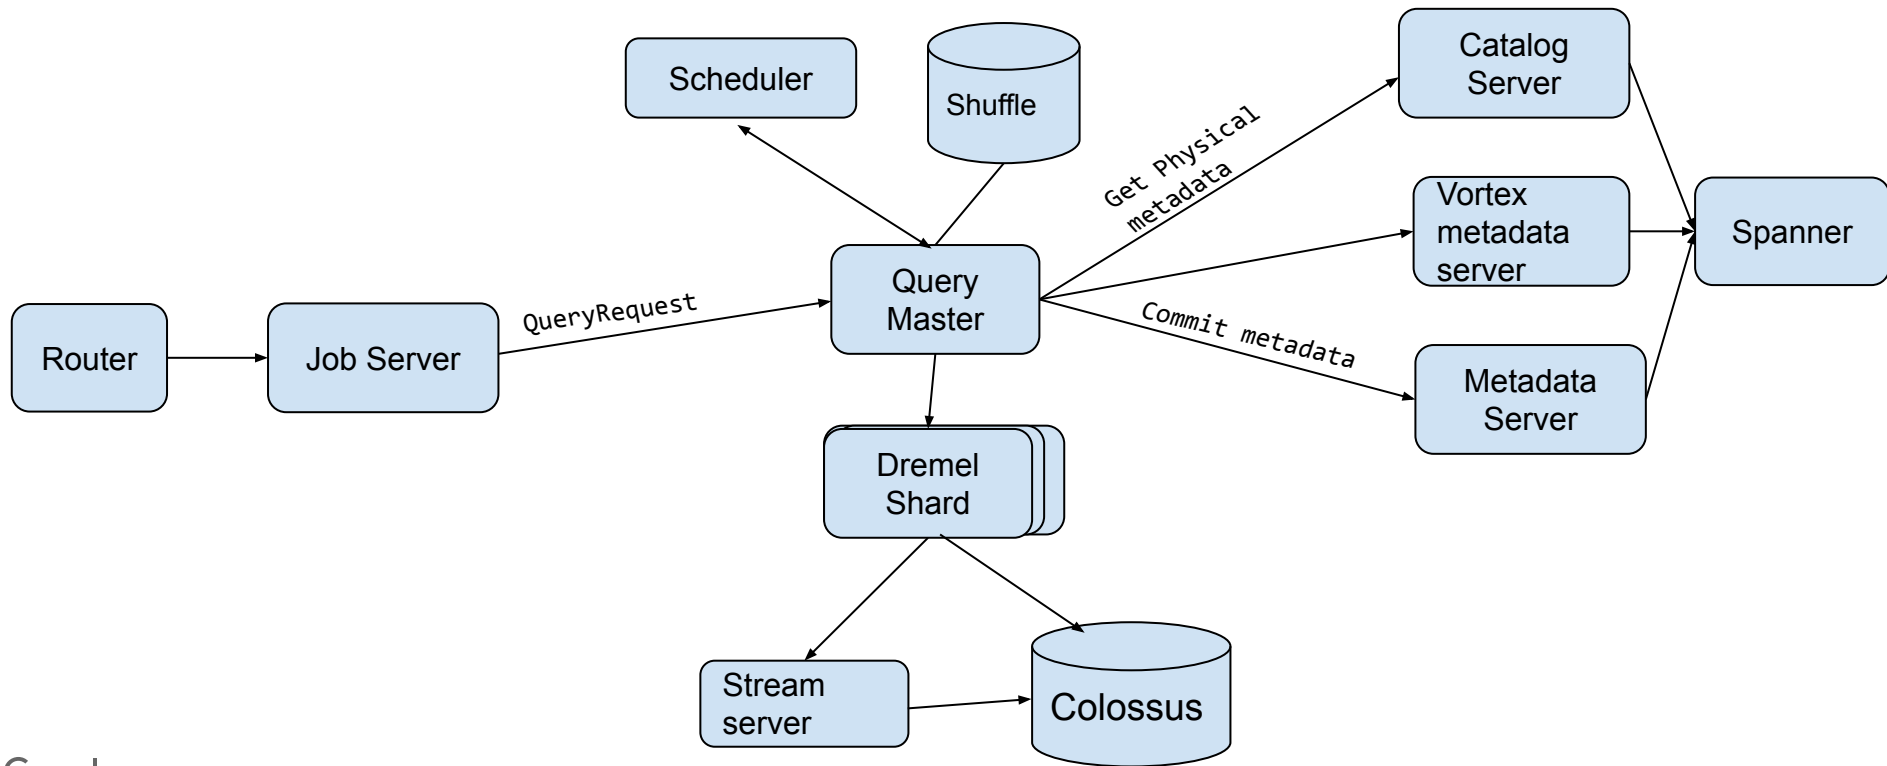 Scheduler
Shuffle
Catalog
Server
Get Physical
metadata
Vortex
metadata
server
Spanner
Query
Master
QueryRequest
Commit metadata
Router
Job Server
Metadata
Server
Dremel
Shard
Stream
server
Colossus